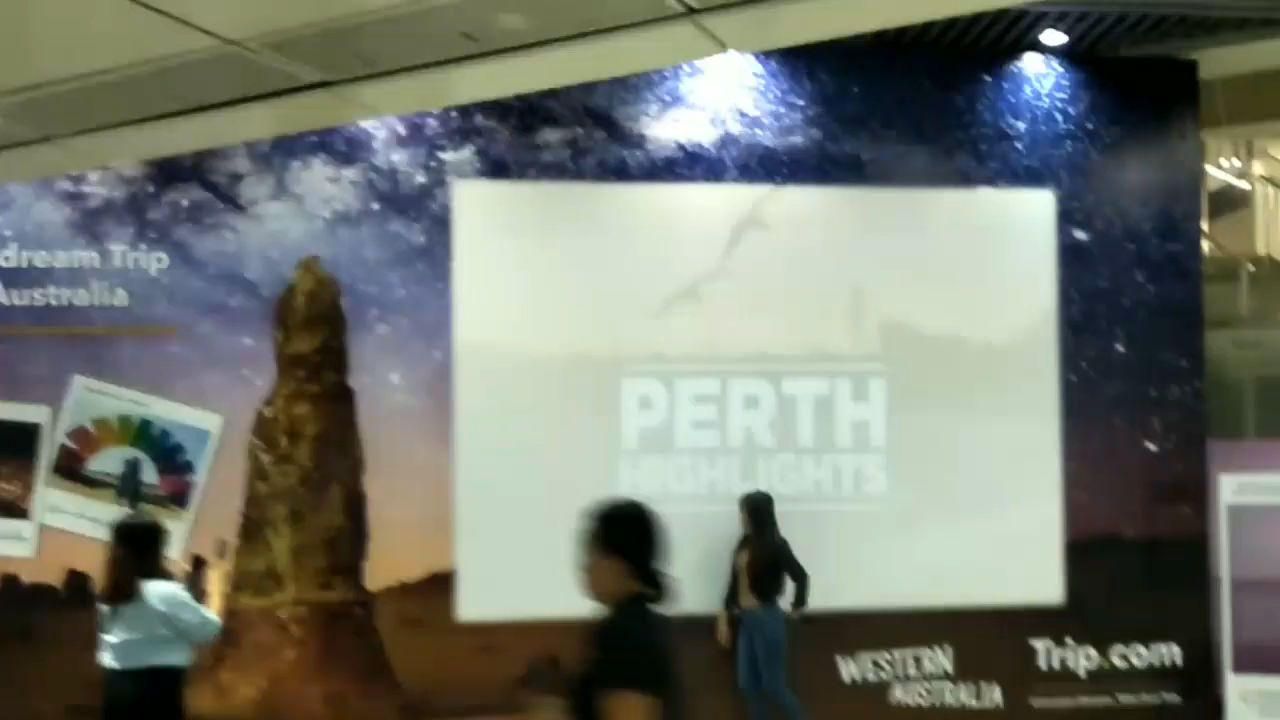 dream Trip
Australia
PERTH
HIGHLIGHTS
WESTERN
AUSTRALIA
Trip.com